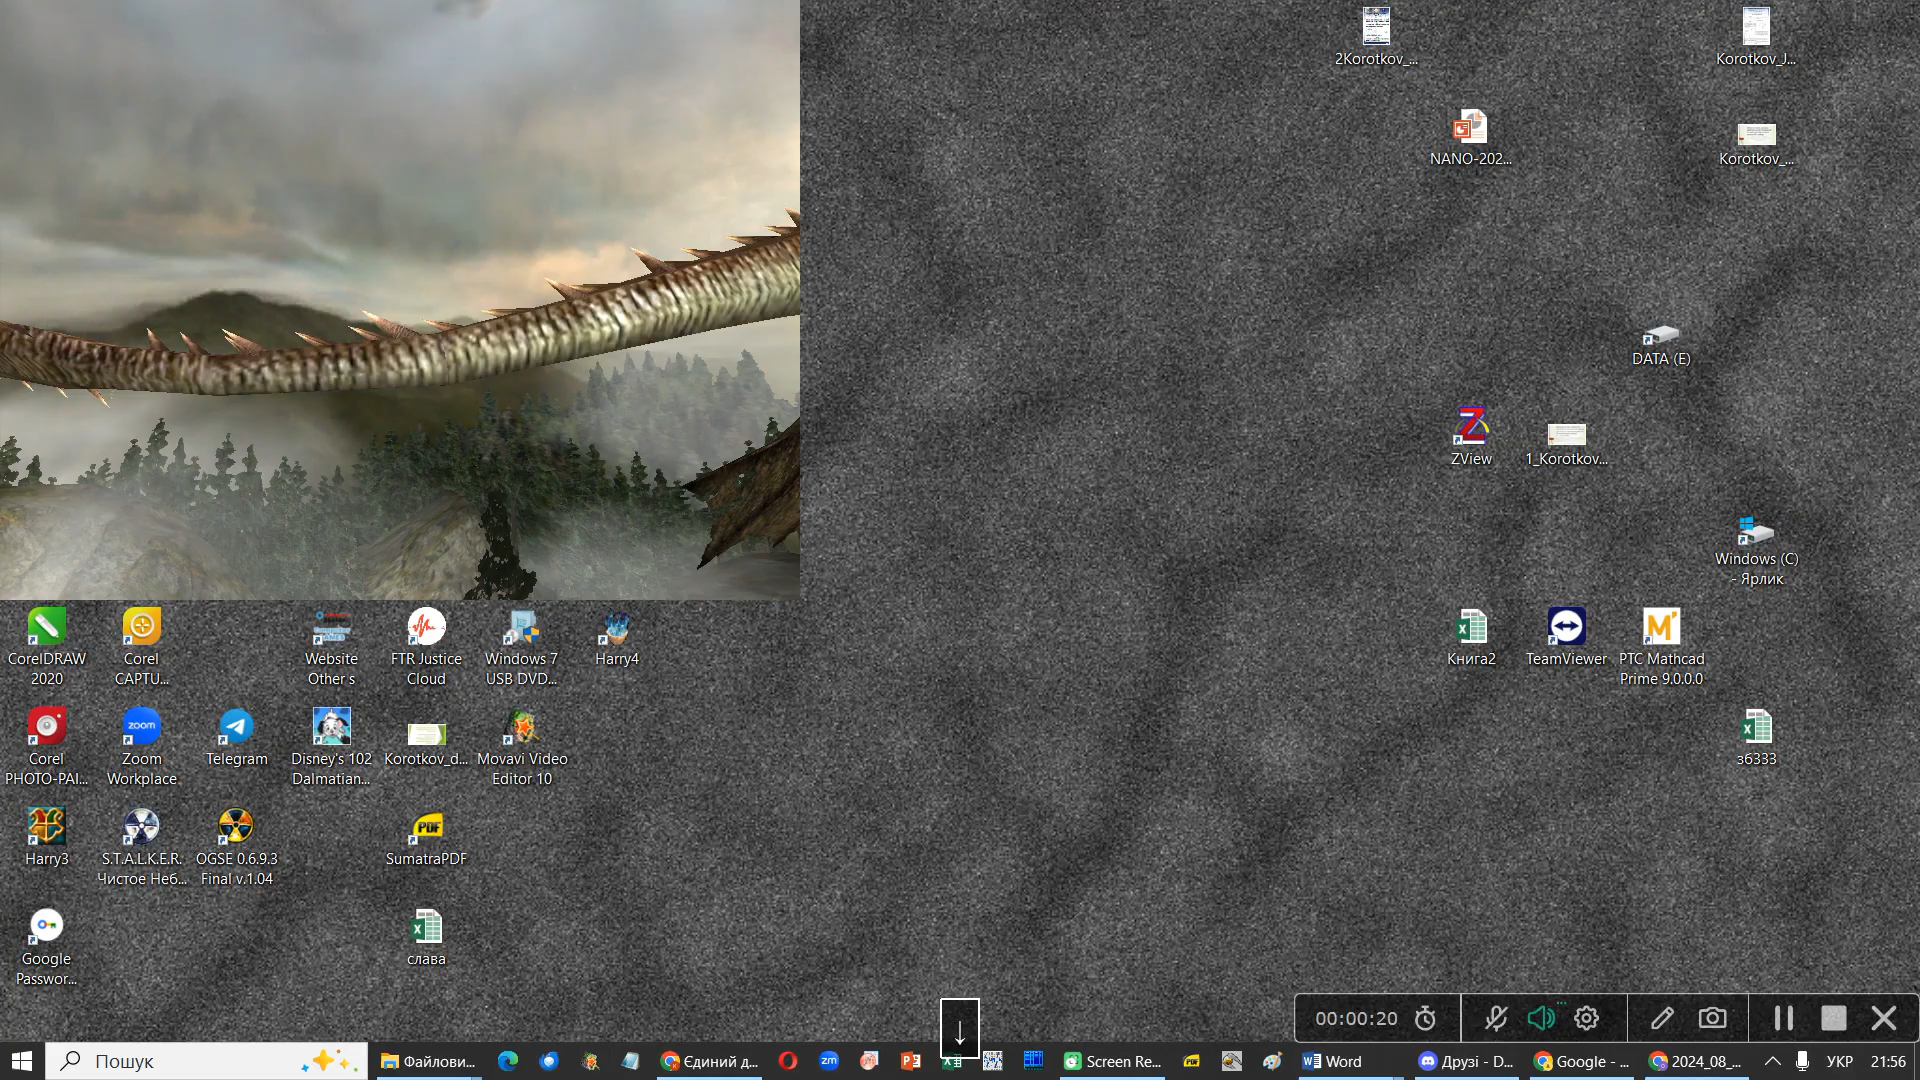 2Korotkov_...
Korotkov_J...
NANO-202...
Korotkov_...
DATA (E)
ZView
1_Korotkov...
Windows (C)
- Ярлик
CorelDRAW
2020
Corel
CAPTU...
Website
Other s
FTR Justice
Cloud
Windows 7
USB DVD...
Harry4
Книга2
TeamViewer
PTC Mathcad
Prime 9.0.0.0
Corel
PHOTO-PAI...
zoom
Zoom
Workplace
Telegram
Disney's 102
Dalmatian...
Korotkov_d...
Movavi Video
Editor 10
з6333
Harry3
S.T.A.L.K.E.R.
Чистое Неб...
OGSE 0.6.9.3
Final v.1.04
PDF
SumatraPDF
Google
Passwor...
слава
00:00:20
Пошук
Файлови...
Єдиний д...
zm
Screen Re...
PDF
Word
Друзі - D...
Google - ...
2024_08_...
УКР
21:56